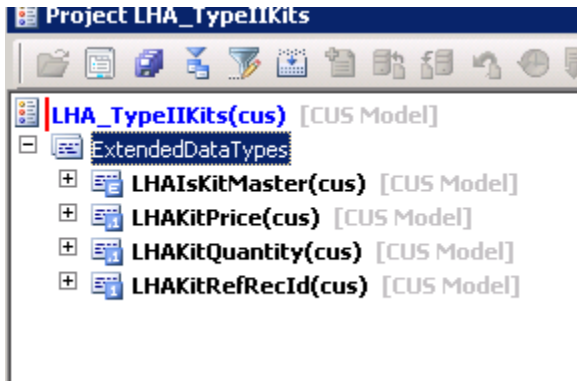 Project LHA_TypeIIKits
LHA_TypeIIKits(cus) [CUS Model]
ExtendedDataTypes
LHAIsKitMaster(cus) [CUS Model]
LHAKitPrice(cus) [CUS Model]
LHAKitQuantity(cus) [CUS Model]
LHAKitRefRecId(cus) [CUS Model]